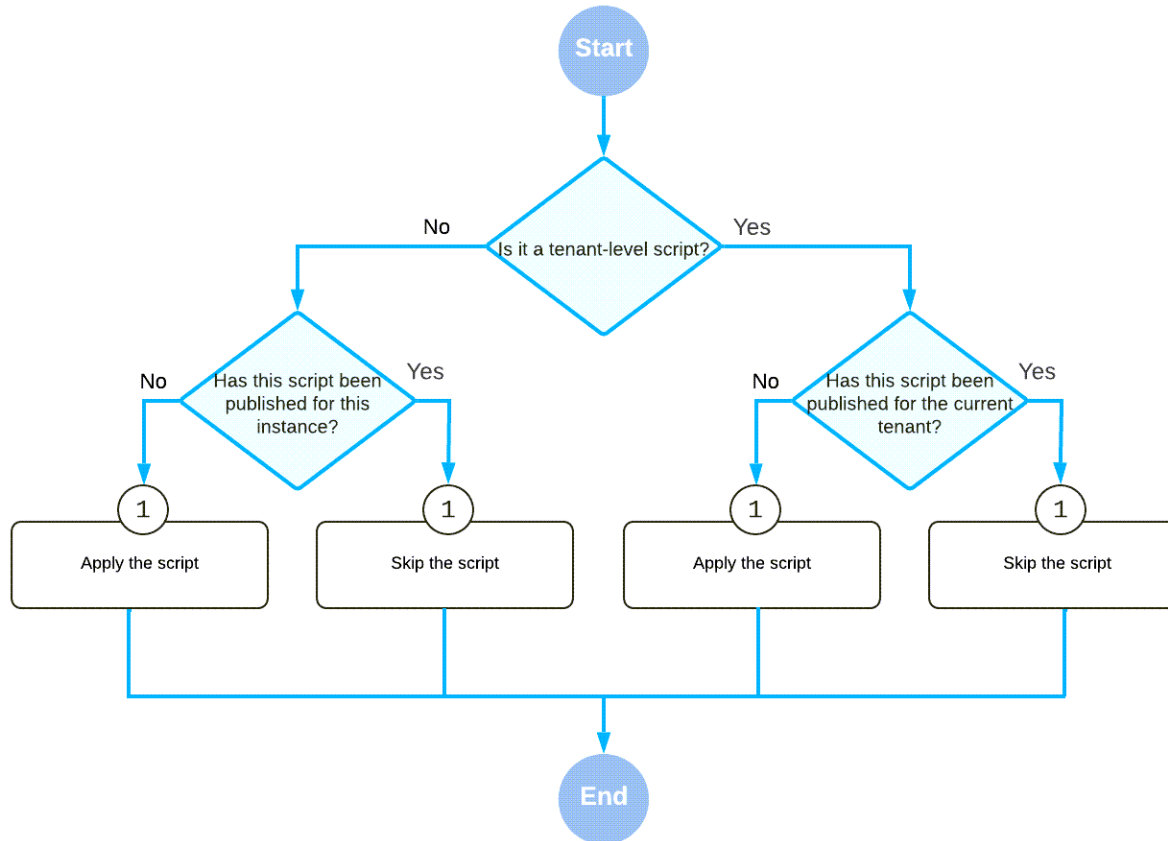 Start
No
Yes
Is it a tenant-level script?
No
Has this script been
published for this
instance?
Yes
No
Has this script been
published for the current
tenant?
Yes
1
Apply the script
1
Skip the script
1
Apply the script
1
Skip the script
End